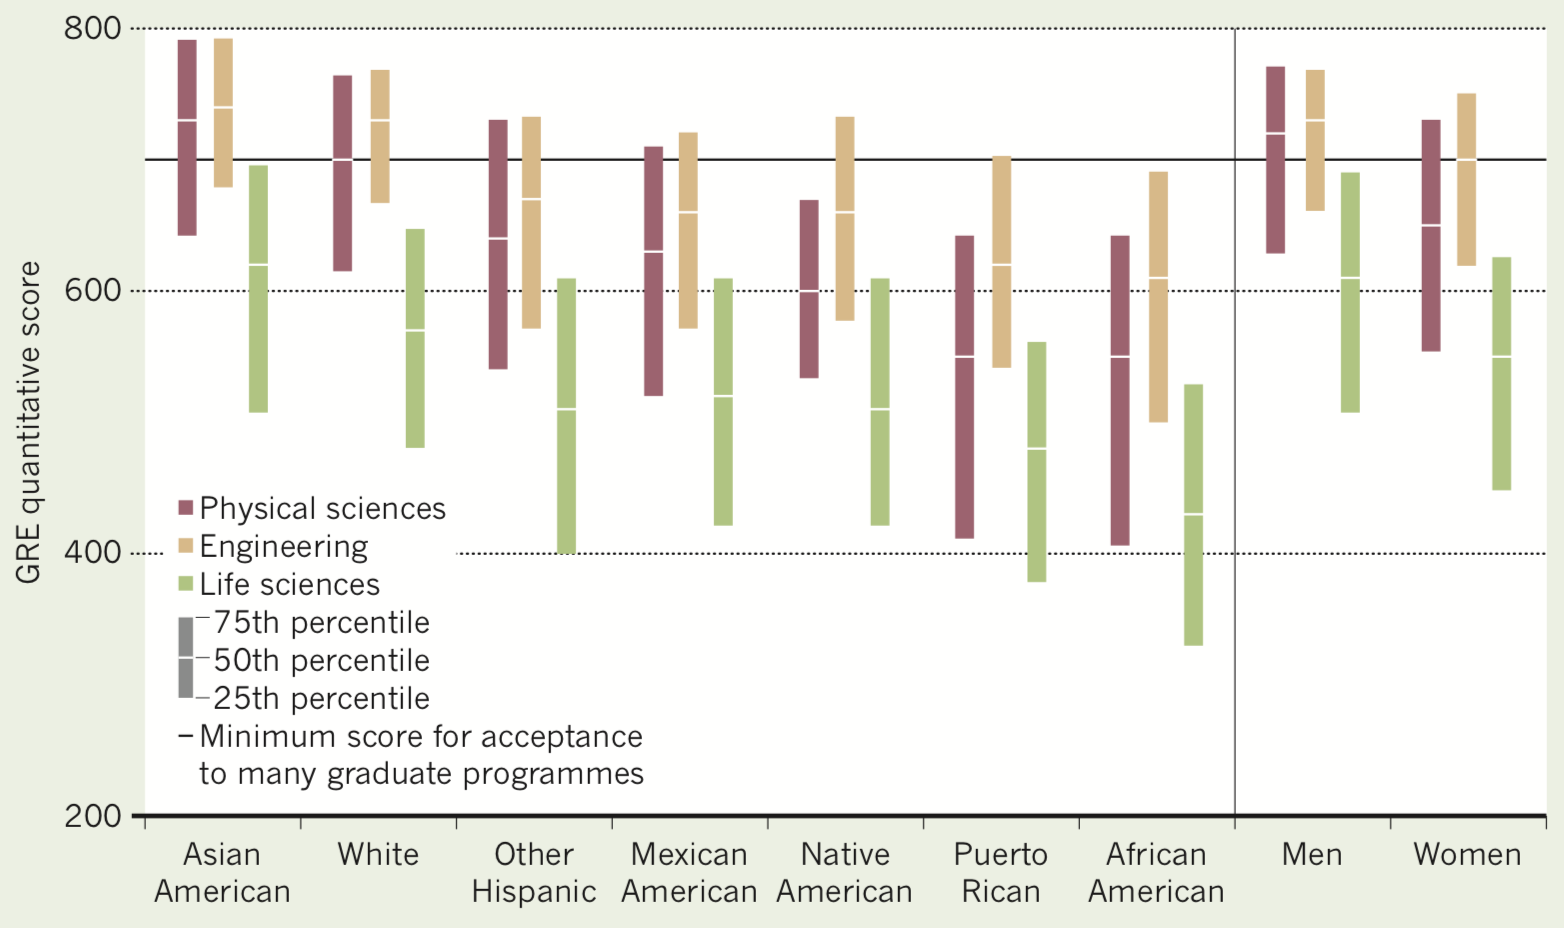 800
600
400
200
GRE quantitative score
Physical sciences
Engineering
Life sciences
75th percentile
50th percentile
25th percentile
Minimum score for acceptance
to many graduate programmes
Asian
American
White
Other
Hispanic
Mexican
American
Native
American
Puerto
Rican
African
American
Men
Women